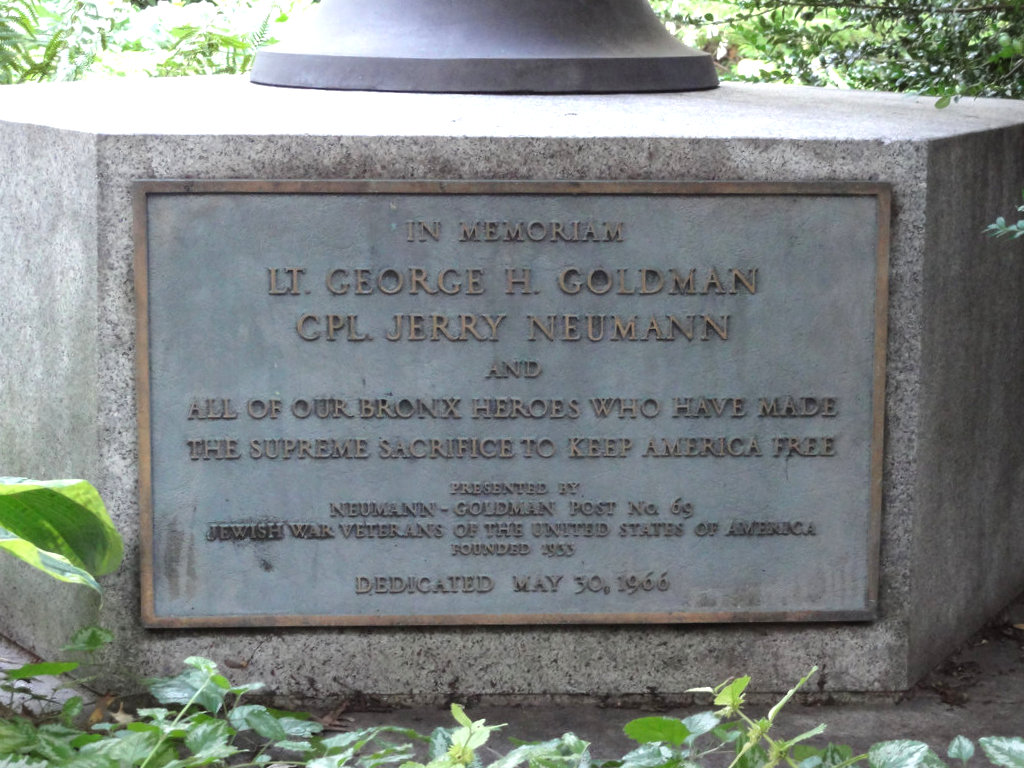 IN MEMORIAM
LT. GEORGE H. GOLDMAN
CPL. JERRY NEUMANN
AND
ALL OF OUR BRONX HEROES WHO HAVE MADE
THE SUPREME SACRIFICE TO KEEP AMERICA FREE
PRESENTED BY
NEUMANN-GOLDMAN POST No. 69
JEWISH WAR VETERANS OF THE UNITED STATES OF AMERICA
FOUNDED 1933
DEDICATED MAY 30, 1966